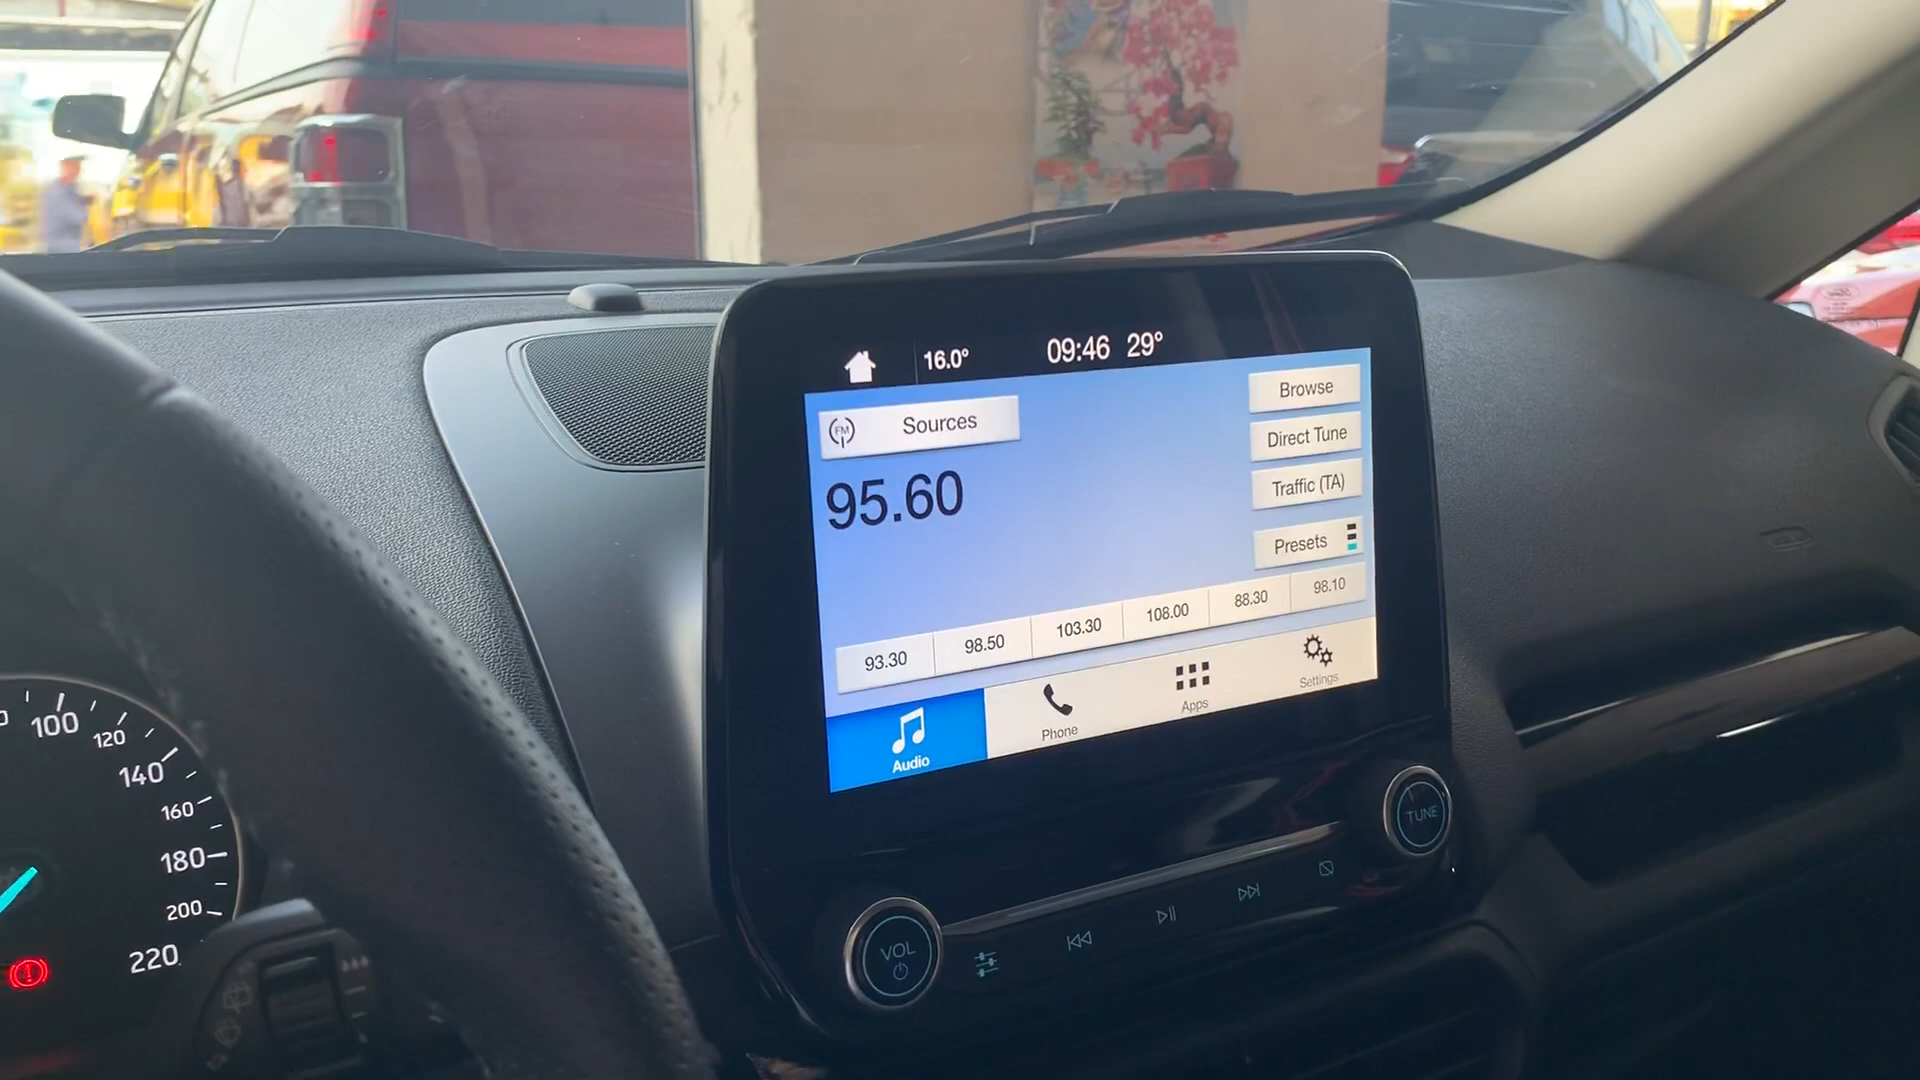 16.0° 09:46 29°
FM Sources
95.60
Browse
Direct Tune
Traffic (TA)
Presets
93.30 98.50 103.30 108.00 88.30 98.10
Audio
Phone
Apps
Settings
TUNE
VOL
100
120
140
160
180
200
220